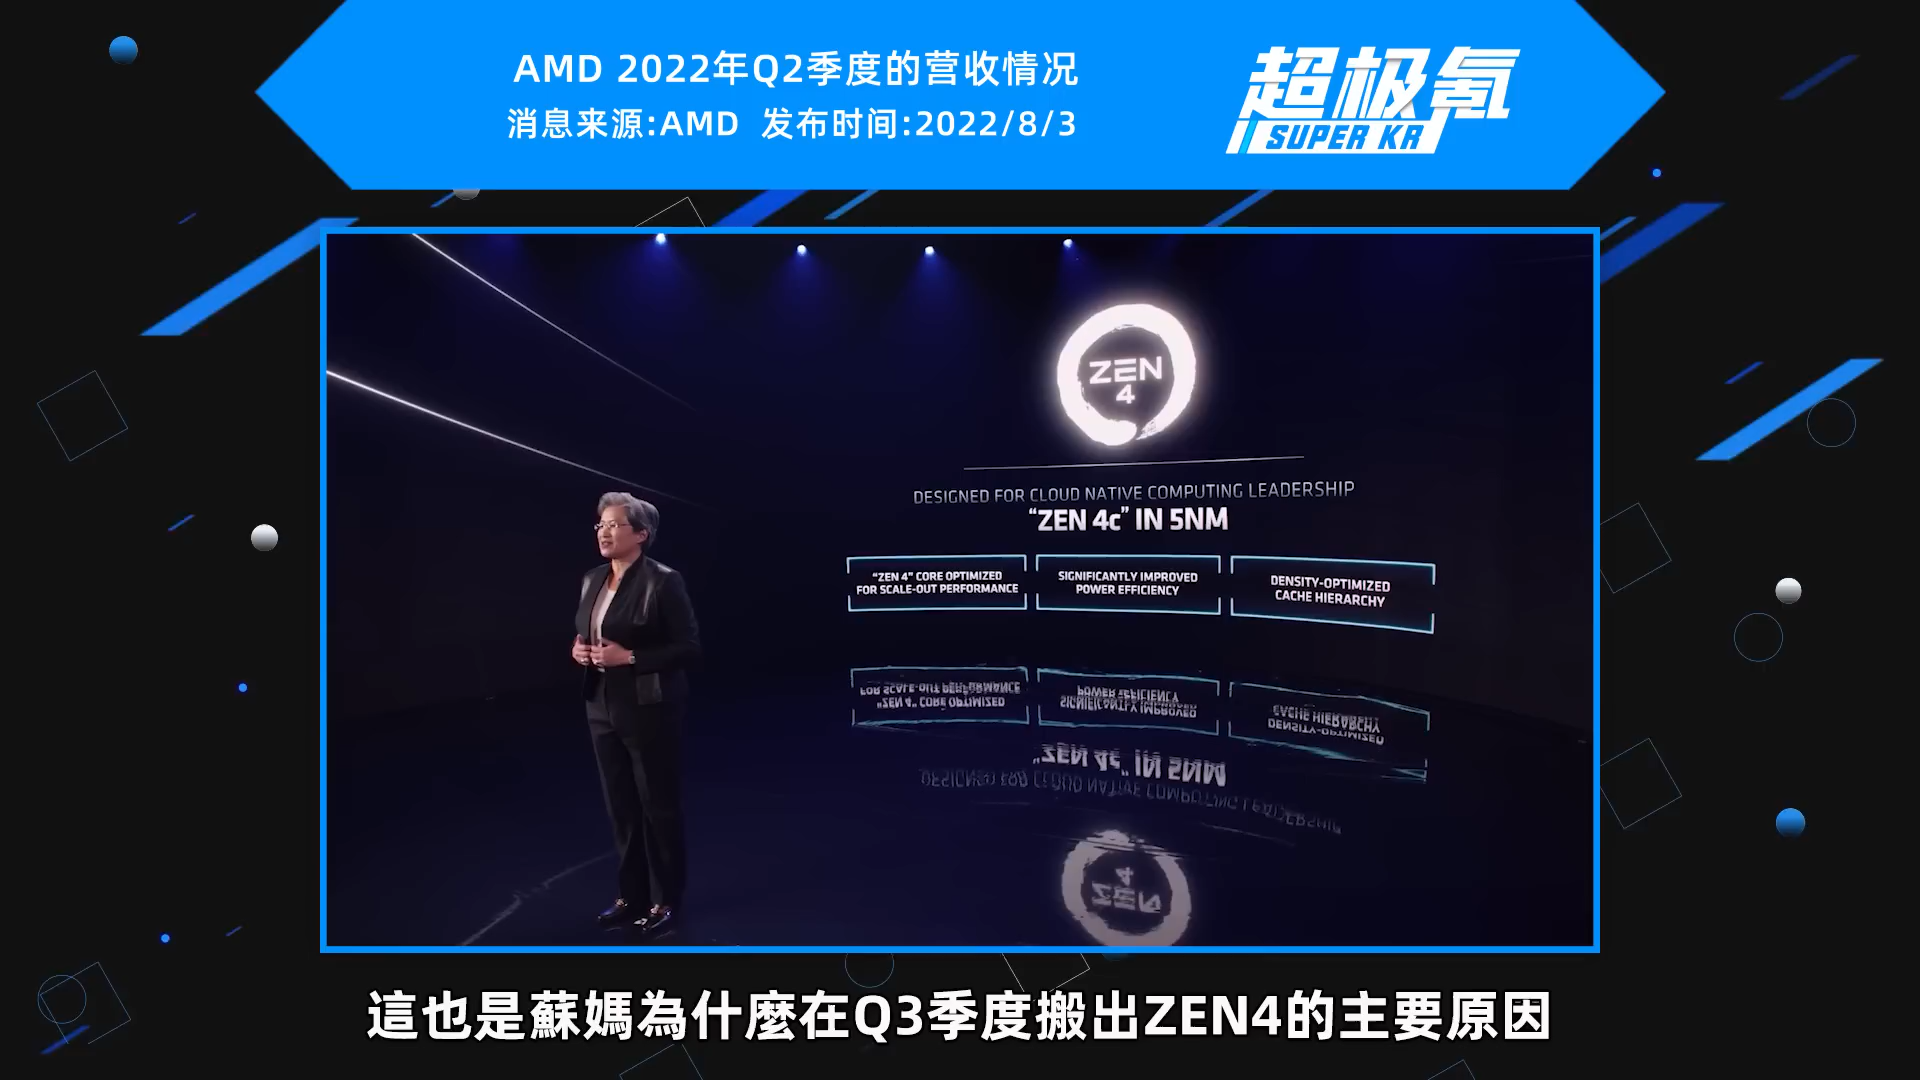 AMD 2022年Q2季度的营收情况
消息来源:AMD 发布时间:2022/8/3
超极氪
SUPER KR
ZEN
4
DESIGNED FOR CLOUD NATIVE COMPUTING LEADERSHIP
“ZEN 4c” IN 5NM
“ZEN 4” CORE OPTIMIZED
FOR SCALE-OUT PERFORMANCE
SIGNIFICANTLY IMPROVED
POWER EFFICIENCY
DENSITY-OPTIMIZED
CACHE HIERARCHY
這也是蘇媽為什麼在Q3季度搬出ZEN4的主要原因